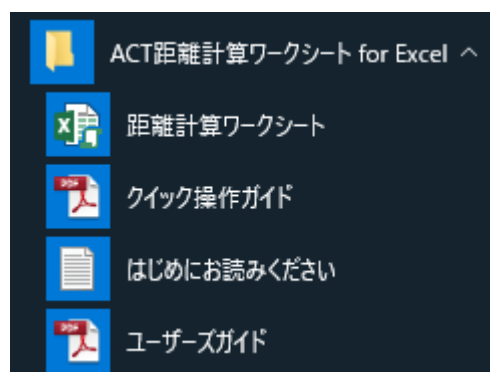 ACT距離計算ワークシート for Excel
距離計算ワークシート
クイック操作ガイド
はじめにお読みください
ユーザーズガイド